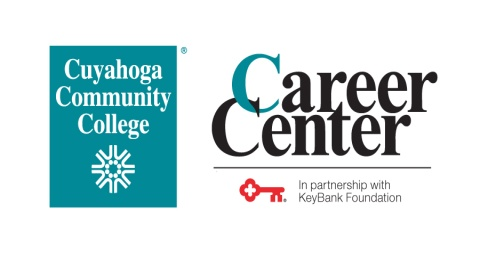 Cuyahoga
Community
College
®
Career
Center
In partnership with
KeyBank Foundation